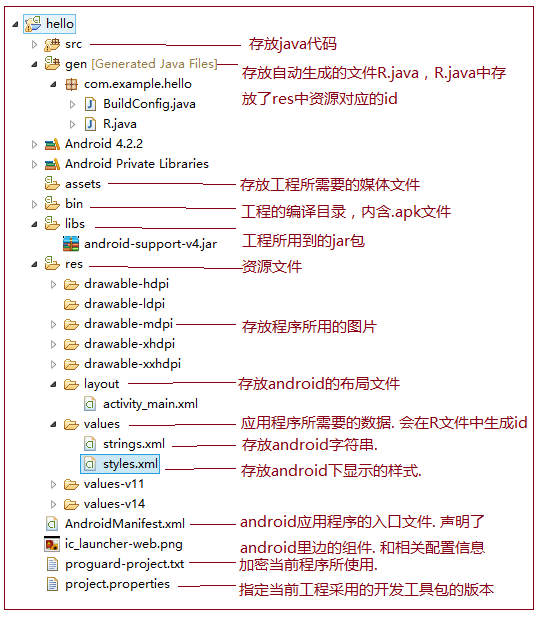 hello
src 存放java代码
gen [Generated Java Files] 存放自动生成的文件R.java，R.java中存
com.example.hello 放了res中资源对应的id
BuildConfig.java
R.java
Android 4.2.2
Android Private Libraries
assets 存放工程所需要的媒体文件
bin 工程的编译目录，内含.apk文件
libs
android-support-v4.jar 工程所用到的jar包
res 资源文件
drawable-hdpi
drawable-ldpi
drawable-mdpi 存放程序所用的图片
drawable-xhdpi
drawable-xxhdpi
layout 存放android的布局文件
activity_main.xml
values 应用程序所需要的数据. 会在R文件中生成id
strings.xml 存放android字符串.
styles.xml 存放android下显示的样式.
values-v11
values-v14
AndroidManifest.xml android应用程序的入口文件. 声明了
ic_launcher-web.png android里边的组件. 和相关配置信息
proguard-project.txt 加密当前程序所使用.
project.properties 指定当前工程采用的开发工具包的版本